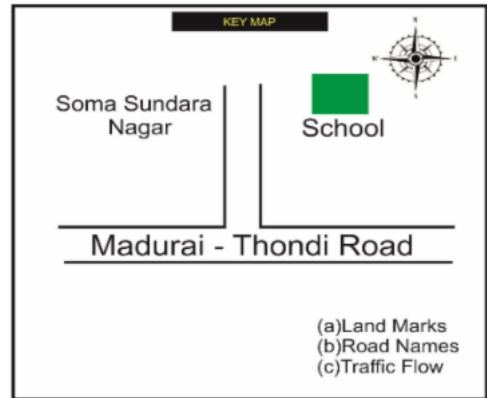 KEY MAP
N
W
E
S
Soma Sundara
Nagar
School
Madurai - Thondi Road
(a)Land Marks
(b)Road Names
(c)Traffic Flow